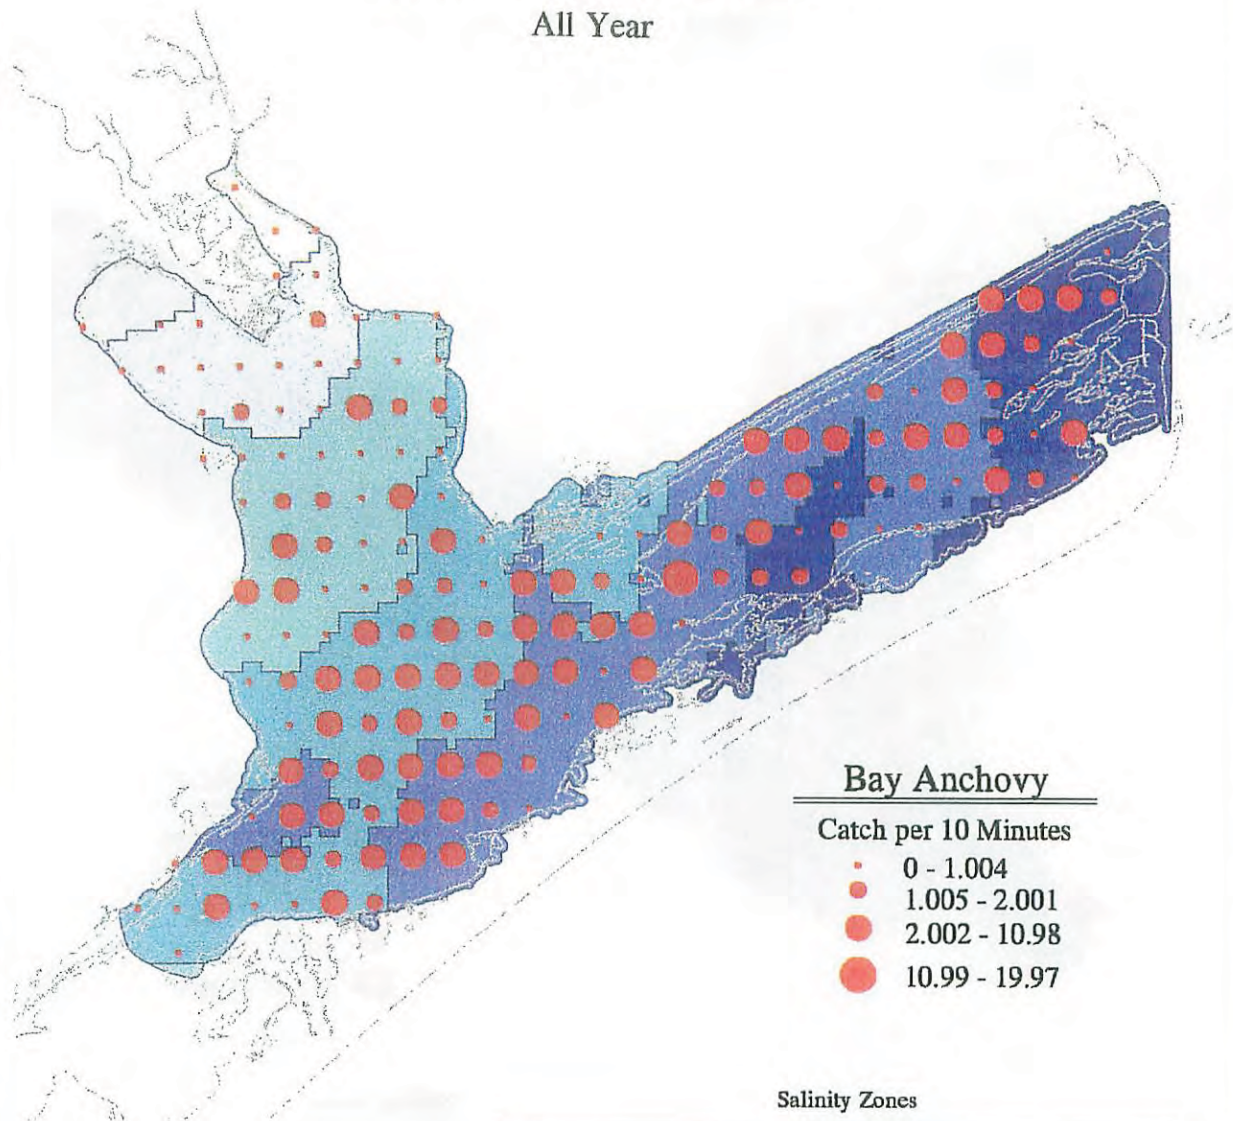 All Year
Bay Anchovy
Catch per 10 Minutes
0 - 1.004
1.005 - 2.001
2.002 - 10.98
10.99 - 19.97
Salinity Zones